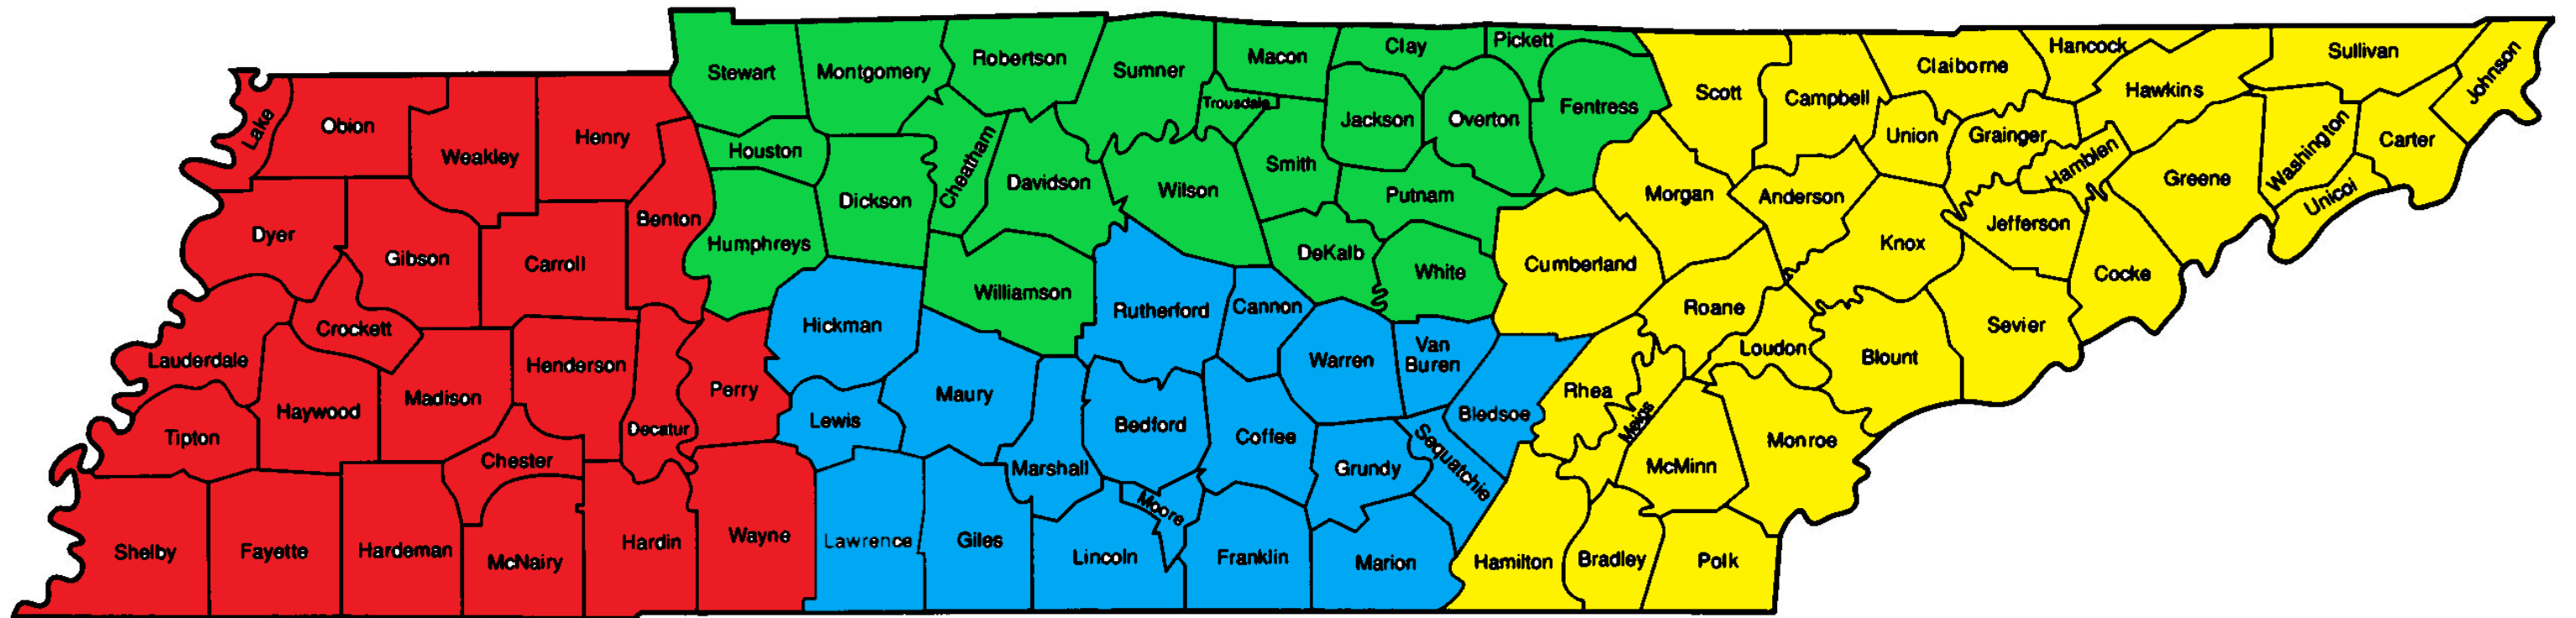 Stewart
Montgomery
Robertson
Sumner
Macon
Clay
Pickett
Trousdale
Jackson
Overton
Fentress
Houston
Dickson
Cheatham
Davidson
Wilson
Smith
Putnam
Humphreys
DeKalb
White
Williamson
Lake
Obion
Weakley
Henry
Benton
Dyer
Gibson
Carroll
Crockett
Lauderdale
Haywood
Madison
Henderson
Decatur
Perry
Tipton
Chester
Shelby
Fayette
Hardeman
McNairy
Hardin
Wayne
Hickman
Rutherford
Cannon
Warren
Van
Buren
Lewis
Maury
Bedford
Coffee
Bledsoe
Sequatchie
Grundy
Marshall
Moore
Lawrence
Giles
Lincoln
Franklin
Marion
Scott
Campbell
Claiborne
Hancock
Hawkins
Sullivan
Johnson
Union
Grainger
Hamblen
Greene
Washington
Carter
Unicoi
Morgan
Anderson
Knox
Jefferson
Cocke
Cumberland
Roane
Loudon
Blount
Sevier
Rhea
Meigs
McMinn
Monroe
Hamilton
Bradley
Polk